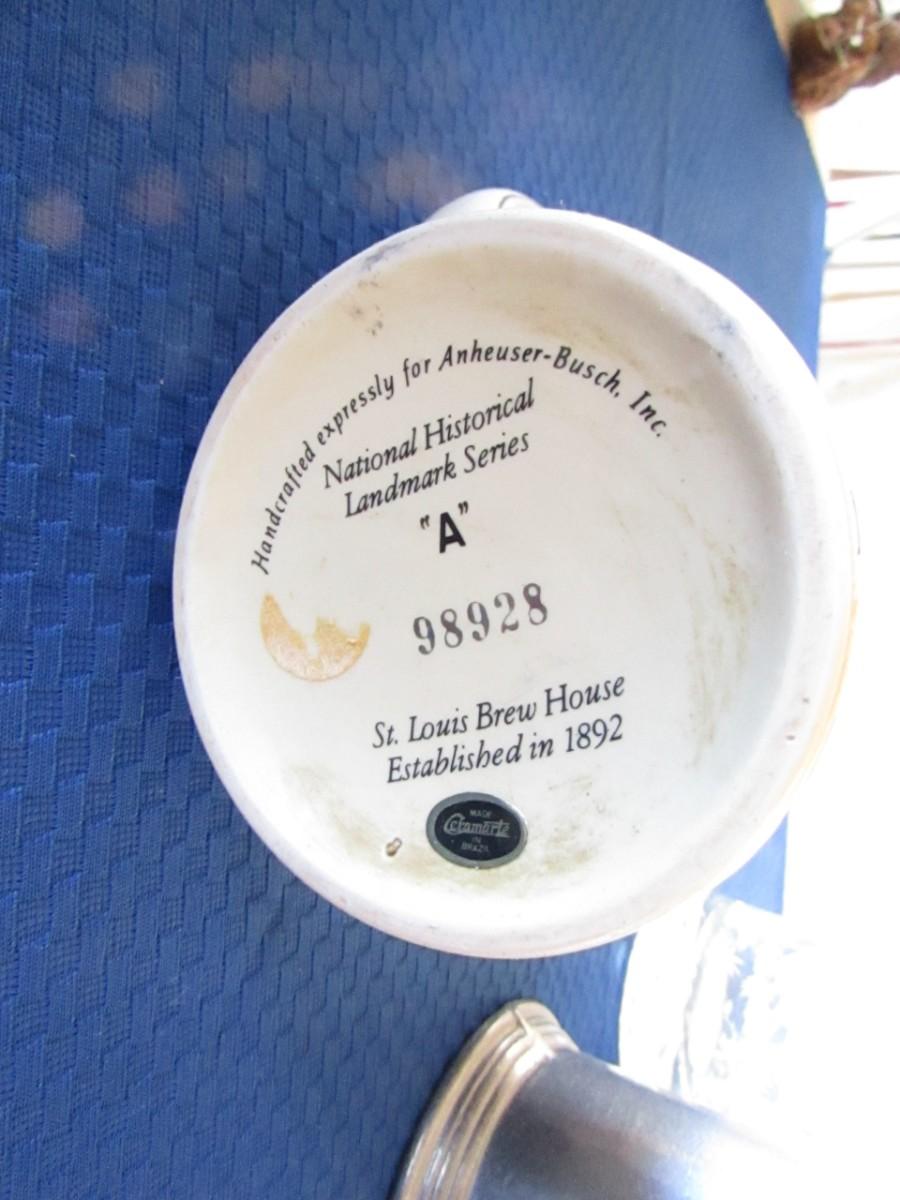 Handcrafted expressly for Anheuser-Busch, Inc.
National Historical
Landmark Series
"A"
98928
St. Louis Brew House
Established in 1892
MADE
Ceramarte
IN
BRAZIL